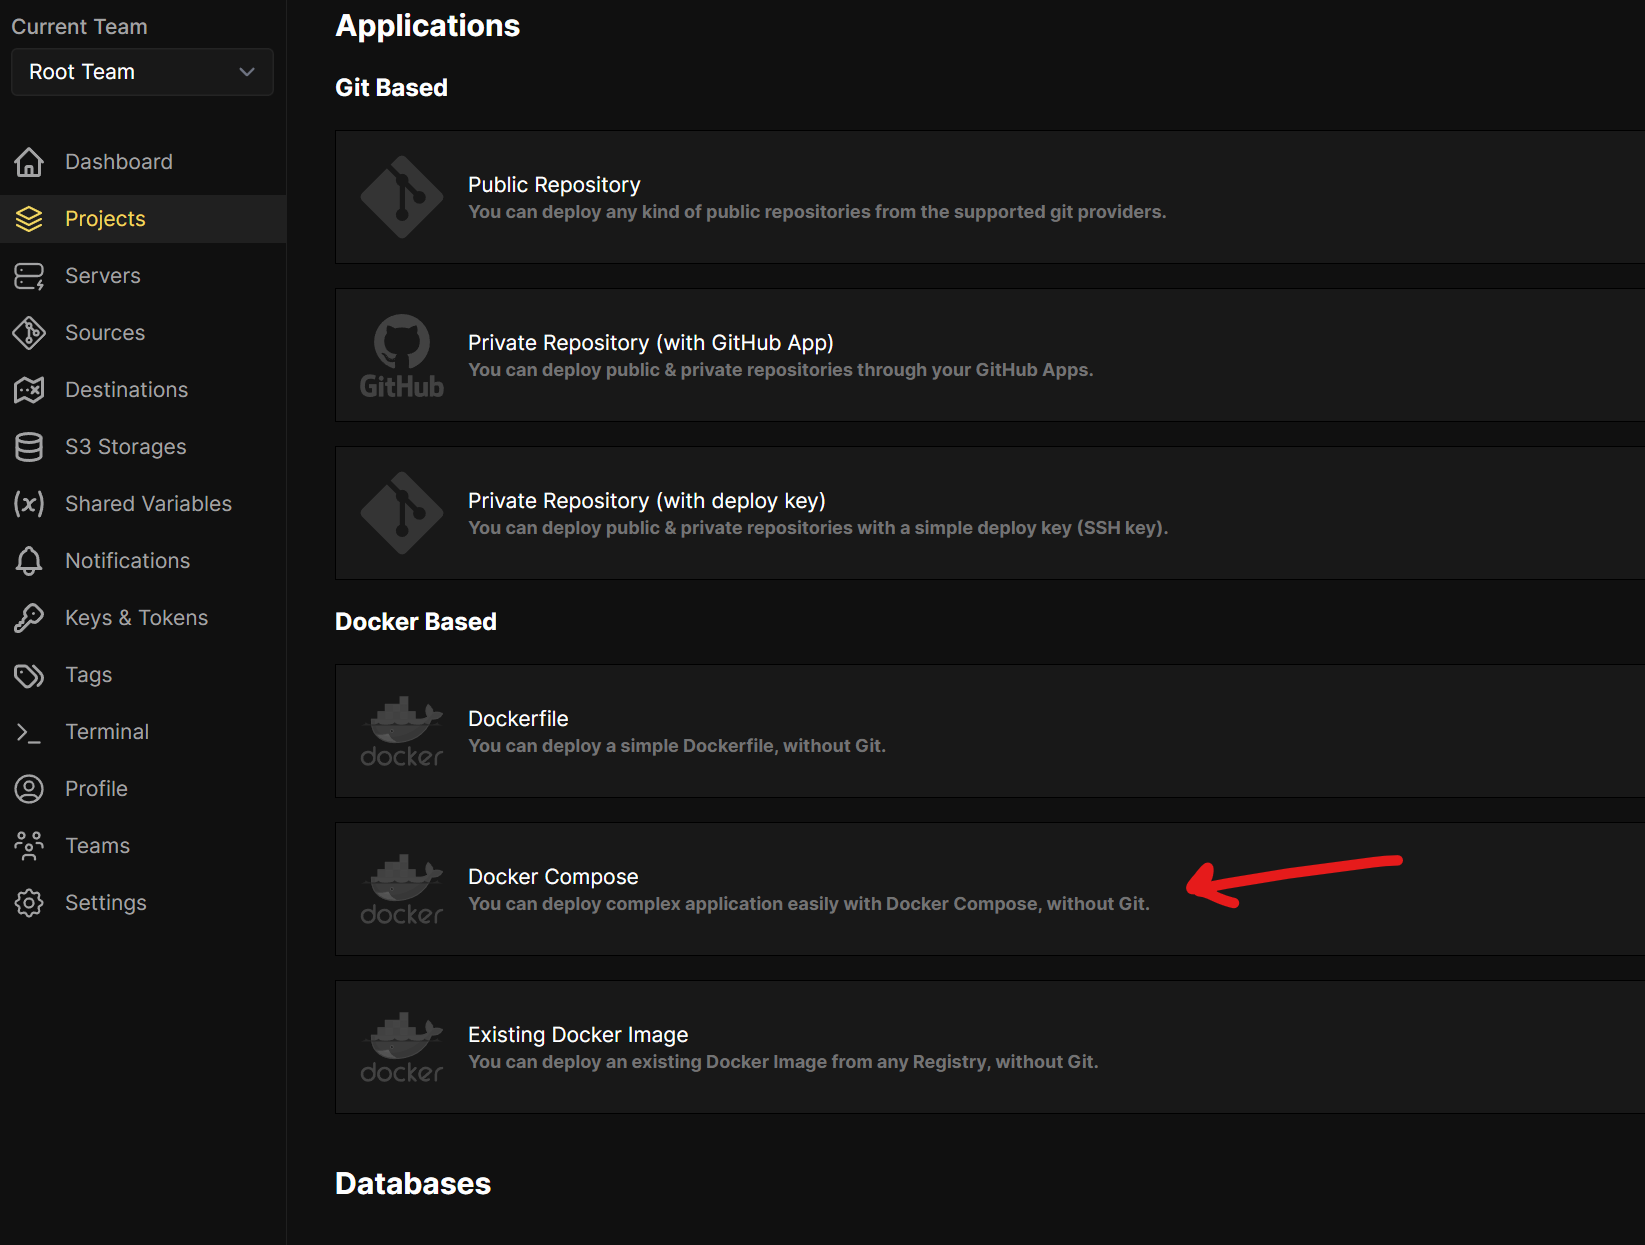 Current Team
Root Team
Dashboard
Projects
Servers
Sources
Destinations
S3 Storages
Shared Variables
Notifications
Keys & Tokens
Tags
Terminal
Profile
Teams
Settings
Applications
Git Based
Public Repository
You can deploy any kind of public repositories from the supported git providers.
GitHub
Private Repository (with GitHub App)
You can deploy public & private repositories through your GitHub Apps.
Private Repository (with deploy key)
You can deploy public & private repositories with a simple deploy key (SSH key).
Docker Based
docker
Dockerfile
You can deploy a simple Dockerfile, without Git.
docker
Docker Compose
You can deploy complex application easily with Docker Compose, without Git.
docker
Existing Docker Image
You can deploy an existing Docker Image from any Registry, without Git.
Databases